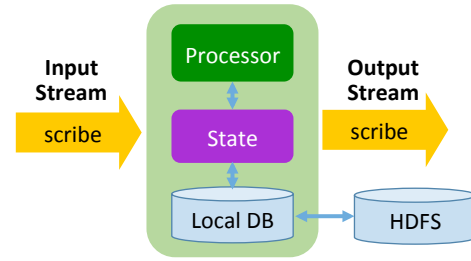 Input
Stream
scribe
Processor
State
Local DB
Output
Stream
scribe
HDFS